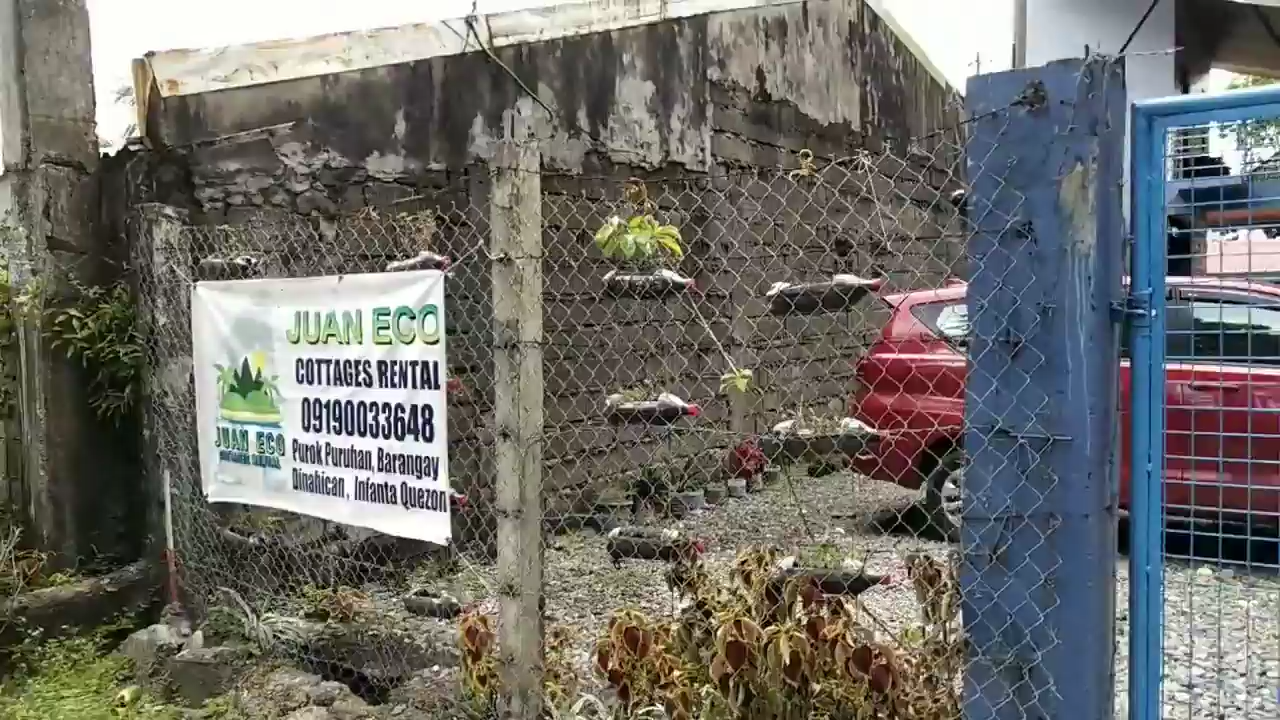 JUAN ECO
COTTAGES RENTAL
09190033648
Purok Puruhan, Barangay
Dinahican, Infanta Quezon
JUAN ECO